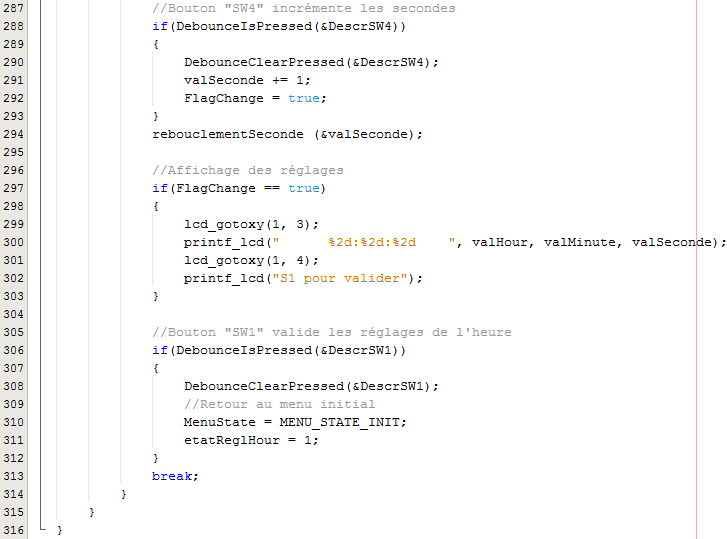 287 //Bouton "SW4" incrémente les secondes
288 if(DebounceIsPressed(&DescrSW4))
289 {
290 DebounceClearPressed(&DescrSW4);
291 valSeconde += 1;
292 FlagChange = true;
293 }
294 rebouclementSeconde (&valSeconde);
295
296 //Affichage des réglages
297 if(FlagChange == true)
298 {
299 lcd_gotoxy(1, 3);
300 printf_lcd("      %2d:%2d:%2d    ", valHour, valMinute, valSeconde);
301 lcd_gotoxy(1, 4);
302 printf_lcd("S1 pour valider");
303 }
304
305 //Bouton "SW1" valide les réglages de l'heure
306 if(DebounceIsPressed(&DescrSW1))
307 {
308 DebounceClearPressed(&DescrSW1);
309 //Retour au menu initial
310 MenuState = MENU_STATE_INIT;
311 etatReglHour = 1;
312 }
313 break;
314 }
315 }
316 }